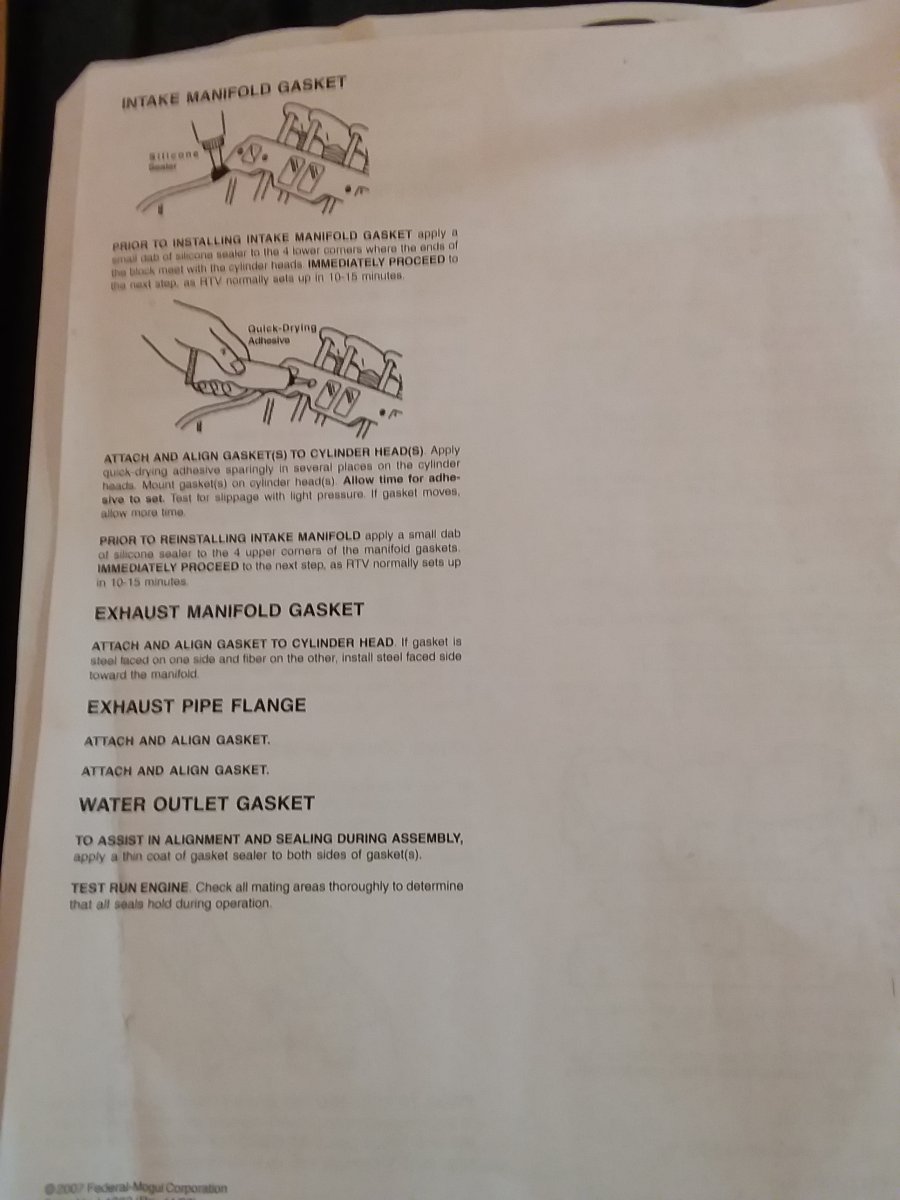 INTAKE MANIFOLD GASKET
Silicone
Sealer
PRIOR TO INSTALLING INTAKE MANIFOLD GASKET apply a
small dab of silicone sealer to the 4 lower corners where the ends of
the block meet with the cylinder heads. IMMEDIATELY PROCEED to
the next step, as RTV normally sets up in 10-15 minutes.
Quick-Drying
Adhesive
ATTACH AND ALIGN GASKET(S) TO CYLINDER HEAD(S). Apply
quick-drying adhesive sparingly in several places on the cylinder
heads. Mount gasket(s) on cylinder head(s). Allow time for adhe-
sive to set. Test for slippage with light pressure. If gasket moves,
allow more time.
PRIOR TO REINSTALLING INTAKE MANIFOLD apply a small dab
of silicone sealer to the 4 upper corners of the manifold gaskets.
IMMEDIATELY PROCEED to the next step, as RTV normally sets up
in 10-15 minutes.
EXHAUST MANIFOLD GASKET
ATTACH AND ALIGN GASKET TO CYLINDER HEAD. If gasket is
steel faced on one side and fiber on the other, install steel faced side
toward the manifold.
EXHAUST PIPE FLANGE
ATTACH AND ALIGN GASKET.
ATTACH AND ALIGN GASKET.
WATER OUTLET GASKET
TO ASSIST IN ALIGNMENT AND SEALING DURING ASSEMBLY,
apply a thin coat of gasket sealer to both sides of gasket(s).
TEST RUN ENGINE. Check all mating areas thoroughly to determine
that all seals hold during operation.
©2007 Federal-Mogul Corporation